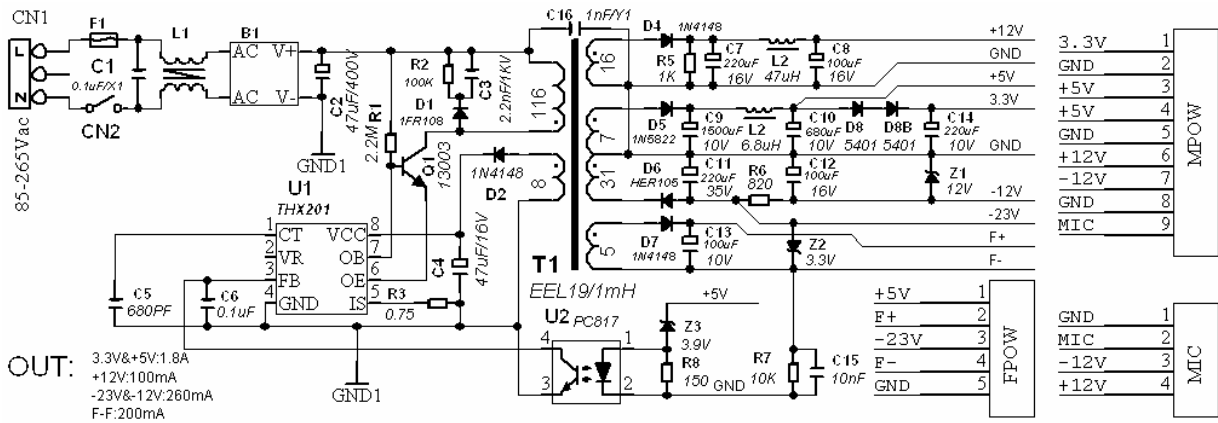 CN1
F1
L
N
C1
0.1uF/X1
CN2
85-265Vac
L1
B1
AC V+
AC V-
C2
47uF/400V
GND1
R1
2.2M
R2
100K
C3
2.2nF/1KV
D1
1FR108
Q1
13003
C16
1nF/Y1
116
8
1N4148
D2
U1
THX201
CT
VR
FB
GND
VCC
OB
OE
IS
1
2
3
4
8
7
6
5
C4
47uF/16V
R3
0.75
C5
680PF
C6
0.1uF
GND1
T1
EEL19/1mH
16
7
31
5
D4
1N4148
R5
1K
C7
220uF
16V
L2
47uH
C8
100uF
16V
D5
1N5822
C9
1500uF
10V
L2
6.8uH
C10
680uF
10V
D8
5401
D8B
5401
C14
220uF
10V
D6
HER105
C11
220uF
35V
R6
820
C12
100uF
16V
Z1
12V
D7
1N4148
C13
100uF
10V
Z2
3.3V
+12V
GND
+5V
3.3V
GND
-12V
-23V
F+
F-
U2
PC817
4
3
1
2
+5V
Z3
3.9V
R8
150
GND
R7
10K
C15
10nF
3.3V 1
GND 2
+5V 3
+5V 4
GND 5
+12V 6
-12V 7
GND 8
MIC 9
MPOW
+5V 1
F+ 2
-23V 3
F- 4
GND 5
FPOW
GND 1
MIC 2
-12V 3
+12V 4
MIC
OUT:
3.3V&+5V:1.8A
+12V:100mA
-23V&-12V:260mA
F-F:200mA